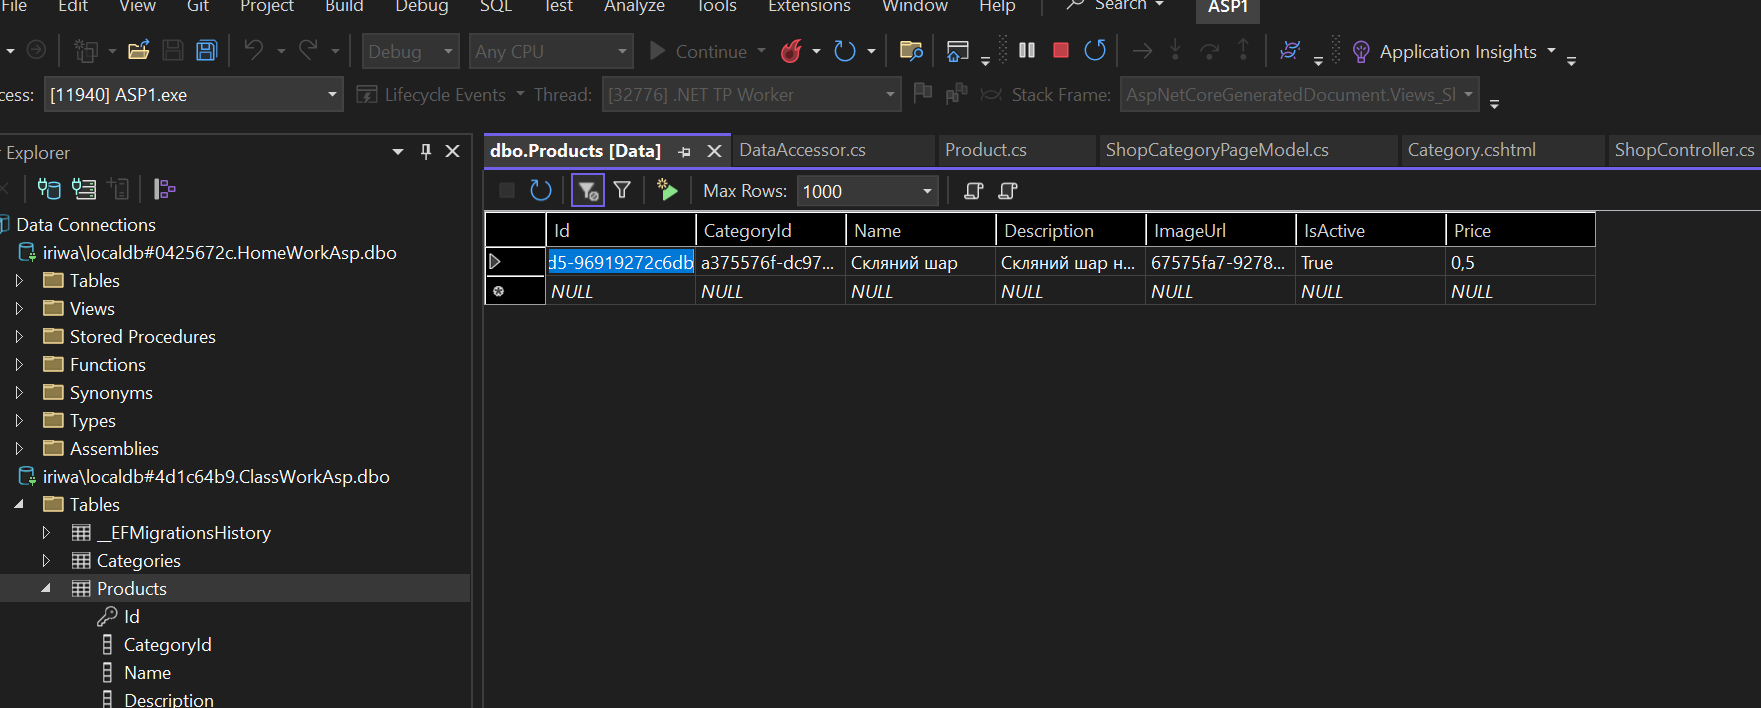 File Edit View Git Project Build Debug SQL Test Analyze Tools Extensions Window Help Search ASP1
Debug Any CPU Continue Application Insights
cess: [11940] ASP1.exe Lifecycle Events Thread: [32776] .NET TP Worker Stack Frame: AspNetCoreGeneratedDocument.Views_Sl
Explorer
dbo.Products [Data] DataAccessor.cs Product.cs ShopCategoryPageModel.cs Category.cshtml ShopController.cs
Max Rows: 1000
Id CategoryId Name Description ImageUrl IsActive Price
d5-96919272c6db a375576f-dc97... Скляний шар Скляний шар н... 67575fa7-9278... True 0,5
NULL NULL NULL NULL NULL NULL NULL
Data Connections
iriwa\localdb#0425672c.HomeWorkAsp.dbo
Tables
Views
Stored Procedures
Functions
Synonyms
Types
Assemblies
iriwa\localdb#4d1c64b9.ClassWorkAsp.dbo
Tables
__EFMigrationsHistory
Categories
Products
Id
CategoryId
Name
Description